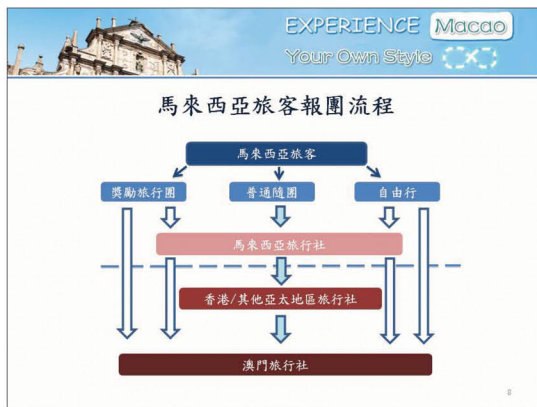 EXPERIENCE Macao
Your Own Style
馬來西亞旅客報團流程
馬來西亞旅客
獎勵旅行團 普通隨團 自由行
馬來西亞旅行社
香港/其他亞太地區旅行社
澳門旅行社
8